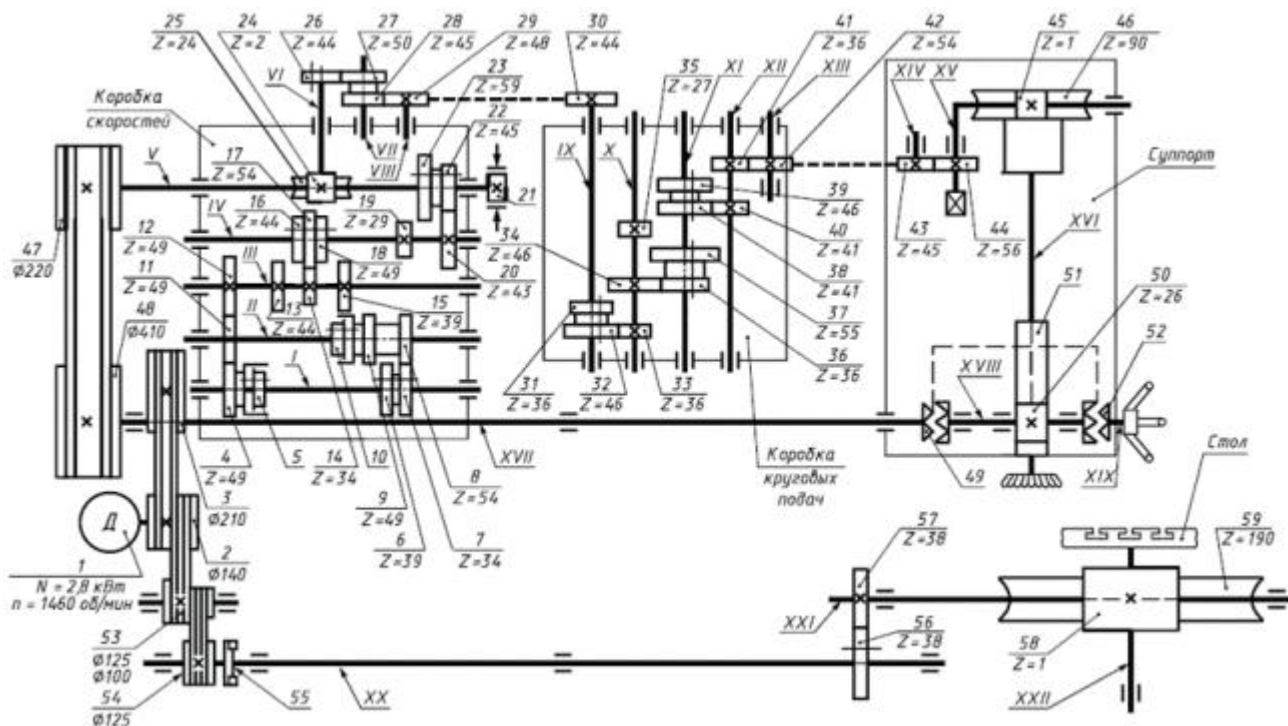 25
Z=24
24
Z=2
26
Z=44
27
Z=50
28
Z=45
29
Z=48
30
Z=44
41
Z=36
42
Z=54
45
Z=1
46
Z=90
VI
23
Z=59
35
Z=27
XI
XII
XIII
XIV
XV
Коробка
скоростей
22
Z=45
17
Z=54
VII
VIII
IX
X
Суппорт
V
16
Z=44
19
Z=29
21
39
Z=46
12
Z=49
IV
34
Z=46
40
Z=41
43
Z=45
44
Z=56
XVI
47
Ø220
11
Z=49
III
18
Z=49
20
Z=43
38
Z=41
51
50
Z=26
48
Ø410
II
13
Z=44
15
Z=39
37
Z=55
52
I
36
Z=36
XVIII
31
Z=36
32
Z=46
33
Z=36
4
Z=49
5
14
Z=34
10
8
Z=54
XVII
Коробка
круговых
подач
49
XIX
Стол
3
Ø210
9
Z=49
Д
2
Ø140
6
Z=39
7
Z=34
57
Z=38
59
Z=190
1
N = 2,8 кВт
n = 1460 об/мин
XXI
56
Z=38
53
Ø125
Ø100
58
Z=1
54
Ø125
55
XX
XXII